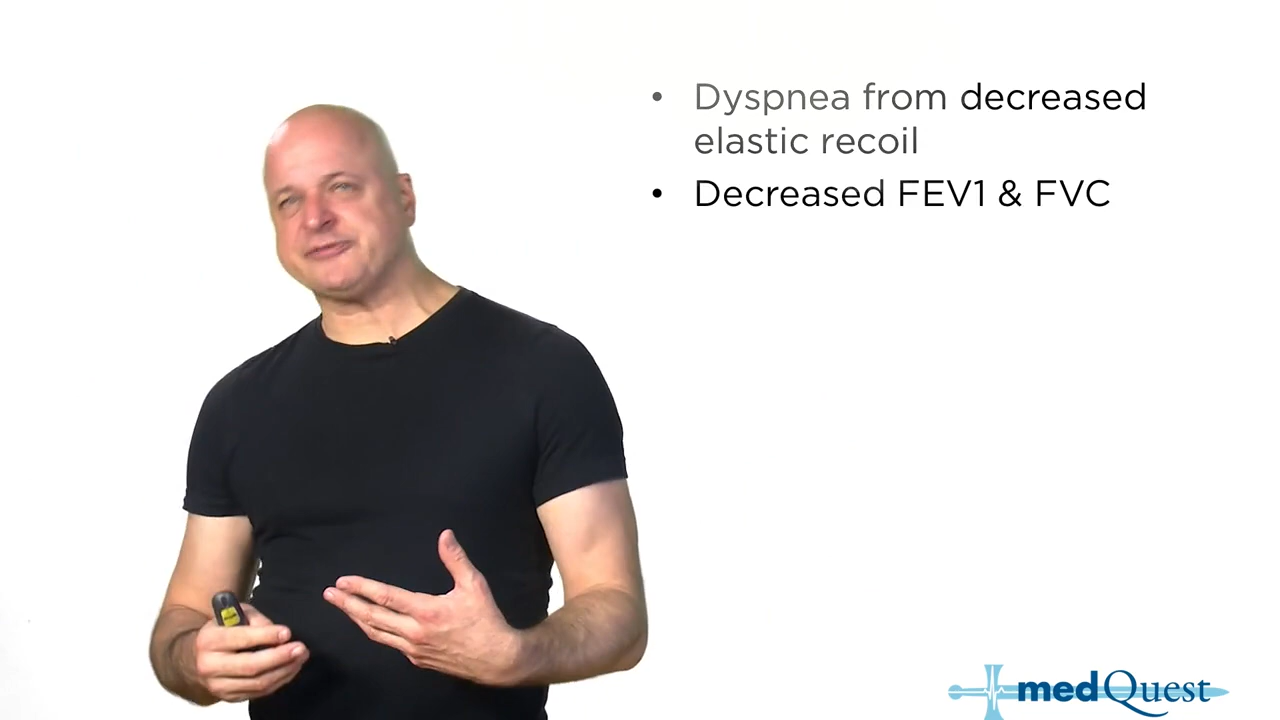 • Dyspnea from decreased
elastic recoil
• Decreased FEV1 & FVC
medQuest